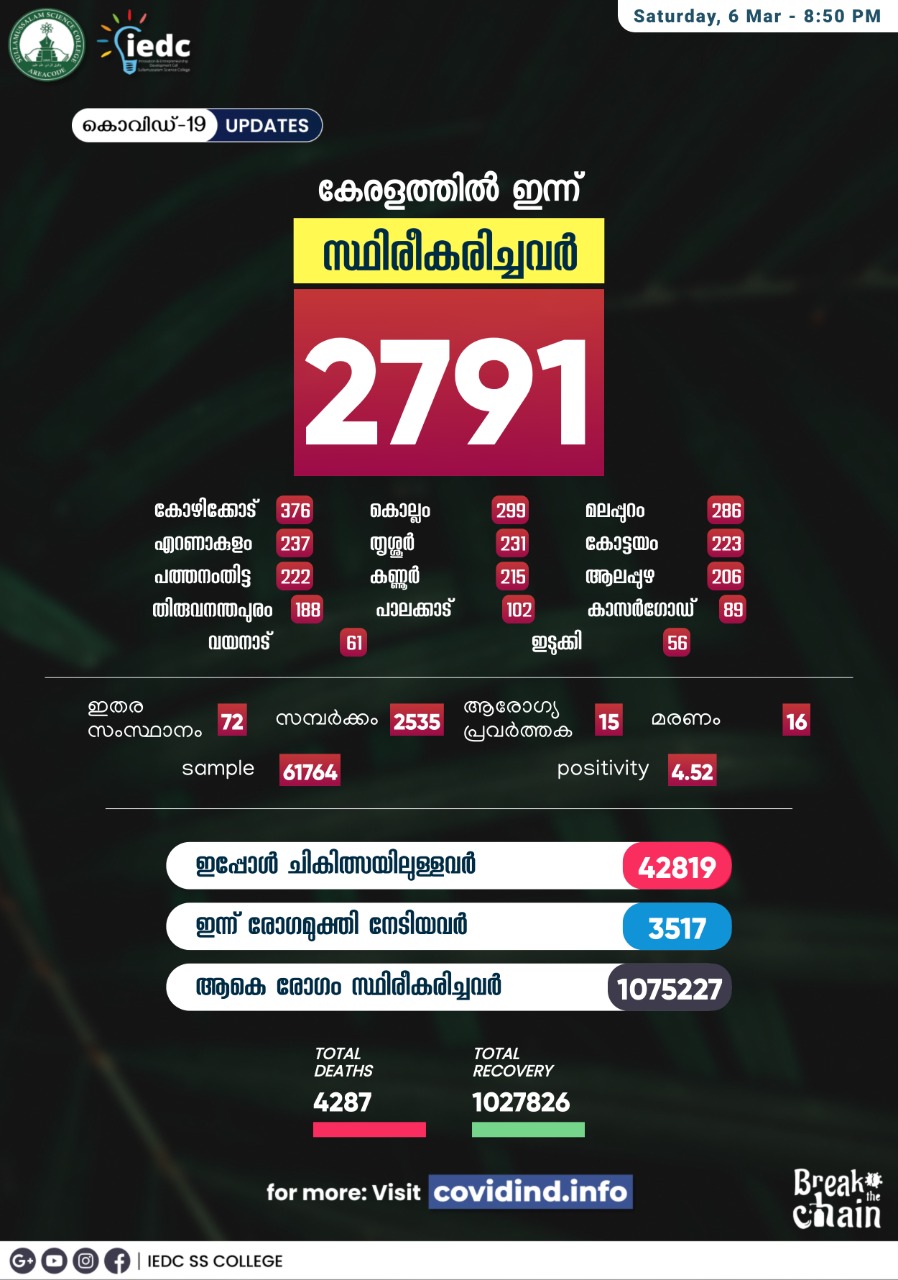 Saturday, 6 Mar - 8:50 PM
SULLAMUSSALAM SCIENCE COLLEGE
AREACODE
iedc
കൊവിഡ്-19 UPDATES
കേരളത്തിൽ ഇന്ന്
സ്ഥിരീകരിച്ചവർ
2791
കോഴിക്കോട് 376 കൊല്ലം 299 മലപ്പുറം 286
എറണാകുളം 237 തൃശ്ശൂർ 231 കോട്ടയം 223
പത്തനംതിട്ട 222 കണ്ണൂർ 215 ആലപ്പുഴ 206
തിരുവനന്തപുരം 188 പാലക്കാട് 102 കാസർഗോഡ് 89
വയനാട് 61 ഇടുക്കി 56
ഇതര
സംസ്ഥാനം 72
സമ്പർക്കം 2535
ആരോഗ്യ
പ്രവർത്തക 15
മരണം 16
sample 61764 positivity 4.52
ഇപ്പോൾ ചികിത്സയിലുള്ളവർ 42819
ഇന്ന് രോഗമുക്തി നേടിയവർ 3517
ആകെ രോഗം സ്ഥിരീകരിച്ചവർ 1075227
TOTAL
DEATHS
4287
TOTAL
RECOVERY
1027826
for more: Visit covidind.info
Break
the
chain
G+ f | IEDC SS COLLEGE